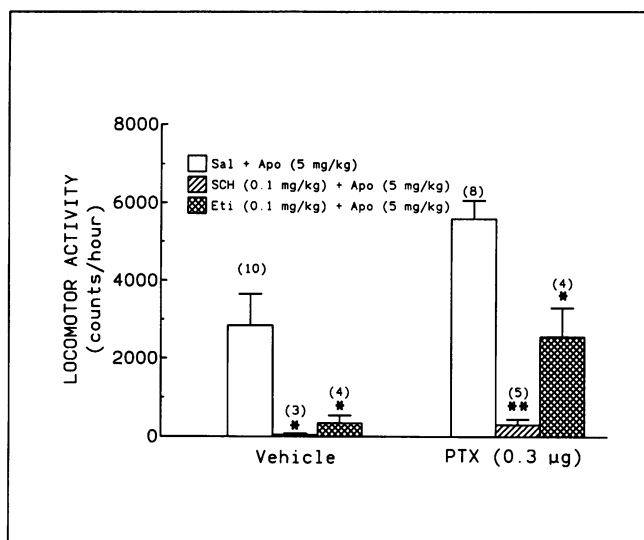 8000
6000
4000
2000
0
LOCOMOTOR ACTIVITY
(counts/hour)
Sal + Apo (5 mg/kg)
SCH (0.1 mg/kg) + Apo (5 mg/kg)
Eti (0.1 mg/kg) + Apo (5 mg/kg)
(10)
(3)
*
(4)
*
(8)
(5)
**
(4)
*
Vehicle
PTX (0.3 µg)